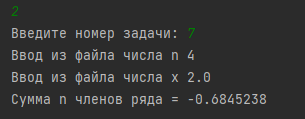 2
Введите номер задачи: 7
Ввод из файла числа n 4
Ввод из файла числа x 2.0
Сумма n членов ряда = -0.6845238